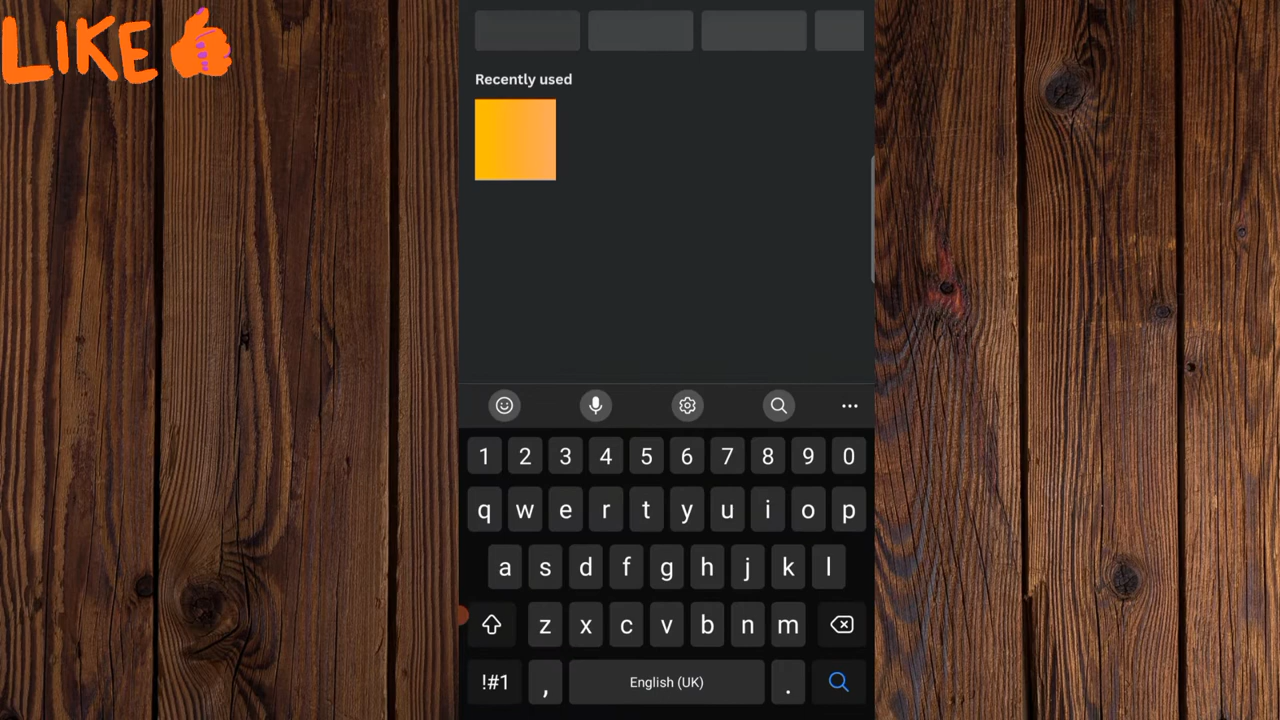 LIKE
Recently used
1 2 3 4 5 6 7 8 9 0
q w e r t y u i o p
a s d f g h j k l
z x c v b n m
!#1 , English (UK) .